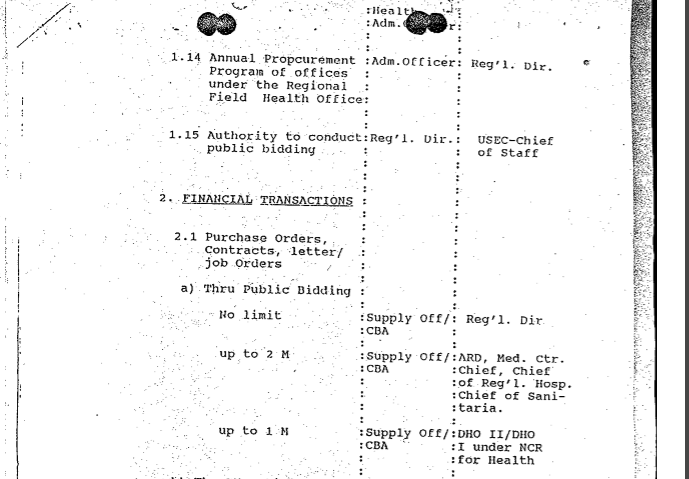 :Health
:Adm.
1.14 Annual Propcurement :Adm.Officer: Reg'l. Dir.
Program of offices : :
under the Regional : :
Field Health Office: :
1.15 Authority to conduct:Reg'l. Dir.: USEC-Chief
public bidding : : of Staff
2. FINANCIAL TRANSACTIONS : :
2.1 Purchase Orders, : :
Contracts, letter/ : :
job Orders : :
a) Thru Public Bidding : :
No limit :Supply Off/: Reg'l. Dir
:CBA :
up to 2 M :Supply Off/:ARD, Med. Ctr.
:CBA :Chief, Chief
: :of Reg'l. Hosp.
: :Chief of Sani-
: :taria.
up to 1 M :Supply Off/:DHO II/DHO
:CBA :I under NCR
: :for Health